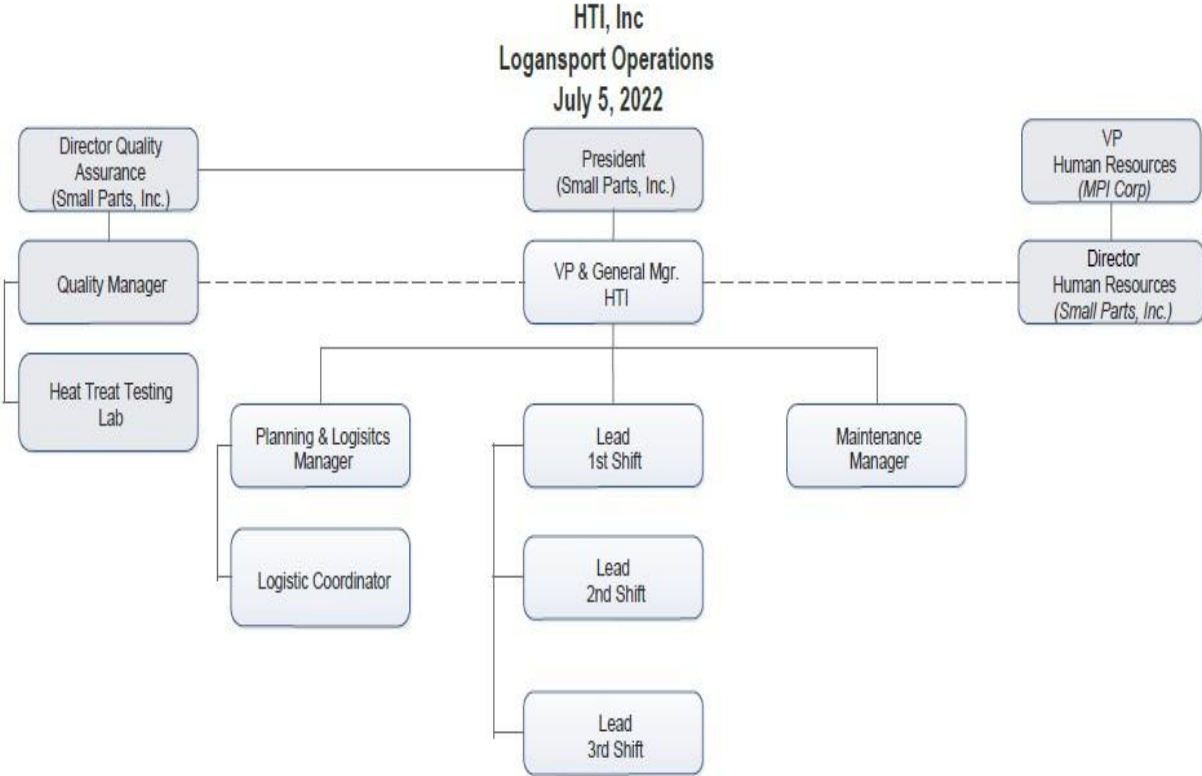 HTI, Inc
Logansport Operations
July 5, 2022
Director Quality
Assurance
(Small Parts, Inc.)
President
(Small Parts, Inc.)
VP
Human Resources
(MPI Corp)
Quality Manager
VP & General Mgr.
HTI
Director
Human Resources
(Small Parts, Inc.)
Heat Treat Testing
Lab
Planning & Logisitcs
Manager
Lead
1st Shift
Maintenance
Manager
Logistic Coordinator
Lead
2nd Shift
Lead
3rd Shift